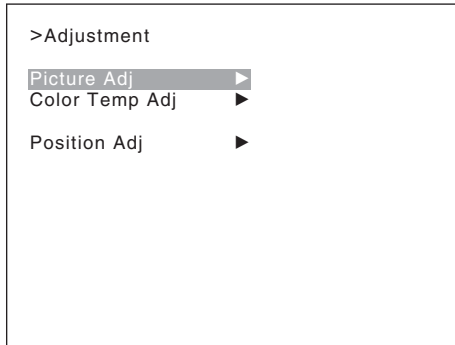 >Adjustment
Picture Adj ▶
Color Temp Adj ▶
Position Adj ▶